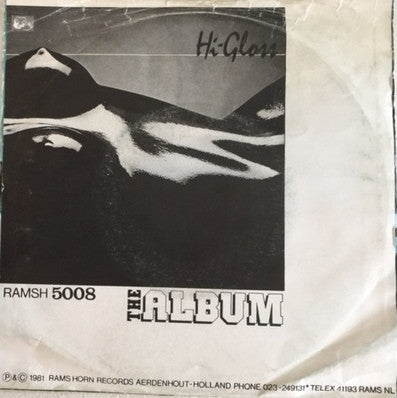 Hi-Gloss
RAMSH 5008
THE ALBUM
℗&© 1981 RAMS HORN RECORDS AERDENHOUT-HOLLAND PHONE 023-249131* TELEX 41193 RAMS NL